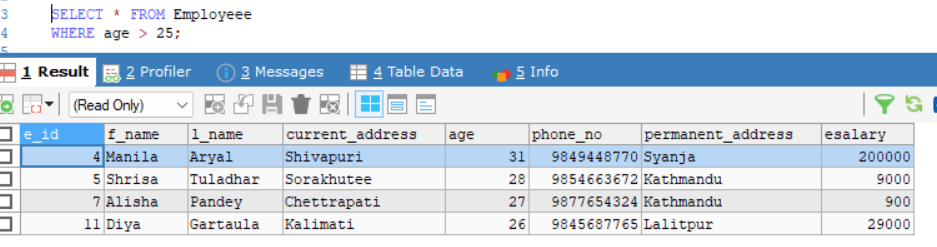 3 SELECT * FROM Employeee
4 WHERE age > 25;
5
1 Result 2 Profiler 3 Messages 4 Table Data 5 Info
(Read Only)
e_id f_name l_name current_address age phone_no permanent_address esalary
4 Manila Aryal Shivapuri 31 9849448770 Syanja 200000
5 Shrisa Tuladhar Sorakhutee 28 9854663672 Kathmandu 9000
7 Alisha Pandey Chettrapati 27 9877654324 Kathmandu 900
11 Diya Gartaula Kalimati 26 9845687765 Lalitpur 29000